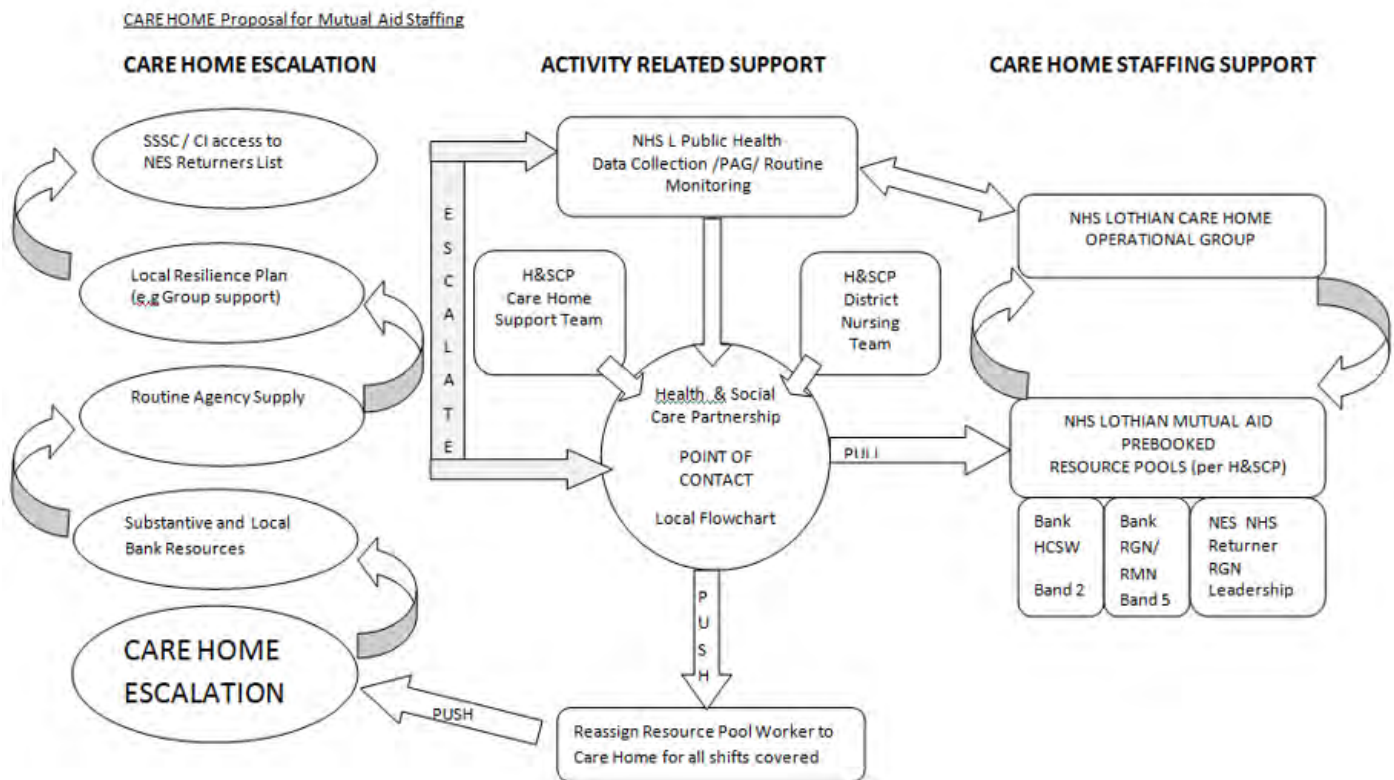 CARE HOME Proposal for Mutual Aid Staffing
CARE HOME ESCALATION
SSSC / CI access to
NES Returners List
Local Resilience Plan
(e.g Group support)
Routine Agency Supply
Substantive and Local
Bank Resources
CARE HOME
ESCALATION
ACTIVITY RELATED SUPPORT
NHS L Public Health
Data Collection /PAG/ Routine
Monitoring
ESCALATE
H&SCP
Care Home
Support Team
H&SCP
District
Nursing
Team
Health & Social
Care Partnership
POINT OF
CONTACT
Local Flowchart
PULL
PUSH
PUSH
Reassign Resource Pool Worker to
Care Home for all shifts covered
CARE HOME STAFFING SUPPORT
NHS LOTHIAN CARE HOME
OPERATIONAL GROUP
NHS LOTHIAN MUTUAL AID
PREBOOKED
RESOURCE POOLS (per H&SCP)
Bank
HCSW
Band 2
Bank
RGN/
RMN
Band 5
NES NHS
Returner
RGN
Leadership